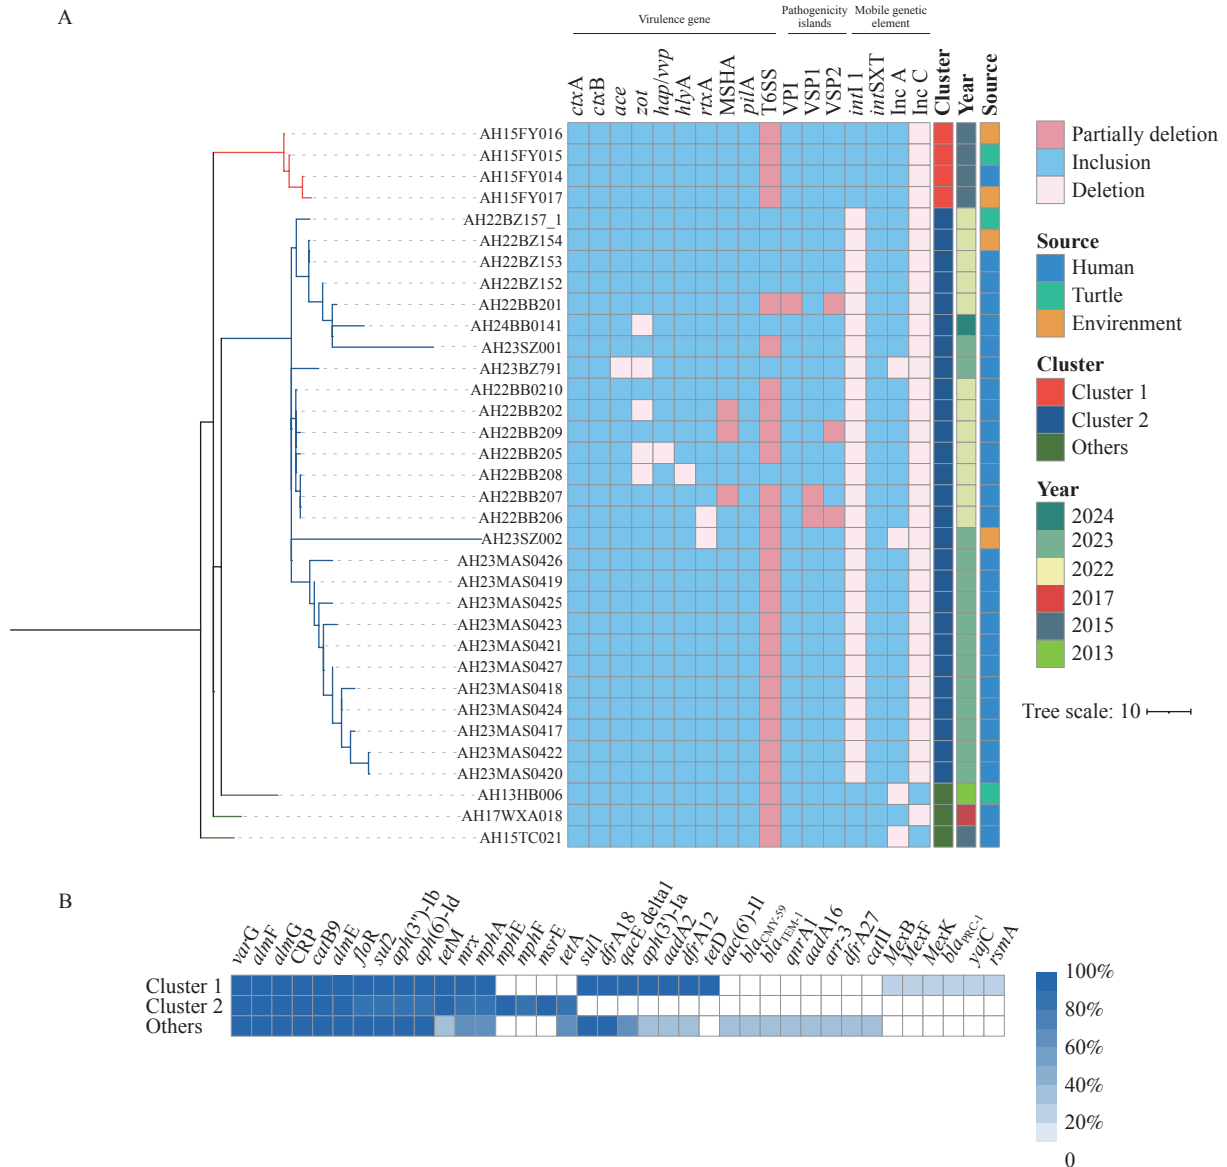 A
Virulence gene
Pathogenicity islands
Mobile genetic element
ctxA
ctxB
ace
zot
hap/vvp
hlyA
rtxA
MSHA
pilA
T6SS
VPI
VSP1
VSP2
intI 1
intSXT
Inc A
Inc C
Cluster
Year
Source
AH15FY016
AH15FY015
AH15FY014
AH15FY017
AH22BZ157_1
AH22BZ154
AH22BZ153
AH22BZ152
AH22BB201
AH24BB0141
AH23SZ001
AH23BZ791
AH22BB0210
AH22BB202
AH22BB209
AH22BB205
AH22BB208
AH22BB207
AH22BB206
AH23SZ002
AH23MAS0426
AH23MAS0419
AH23MAS0425
AH23MAS0423
AH23MAS0421
AH23MAS0427
AH23MAS0418
AH23MAS0424
AH23MAS0417
AH23MAS0422
AH23MAS0420
AH13HB006
AH17WXA018
AH15TC021
Partially deletion
Inclusion
Deletion
Source
Human
Turtle
Envirenment
Cluster
Cluster 1
Cluster 2
Others
Year
2024
2023
2022
2017
2015
2013
Tree scale: 10
B
varG
almF
almG
CRP
catB9
almE
floR
sul2
aph(3'')-Ib
aph(6)-Id
tetM
mrx
mphA
mphE
mphF
msrE
tetA
sul1
dfrA18
qacE delta1
aph(3')-Ia
aadA2
dfrA12
tetD
aac(6')-Il
blaCMY-59
blaTEM-1
qnrA1
aadA16
arr-3
dfrA27
catII
MexB
MexF
MexK
blaPRC-1
yajC
rsmA
Cluster 1
Cluster 2
Others
100%
80%
60%
40%
20%
0